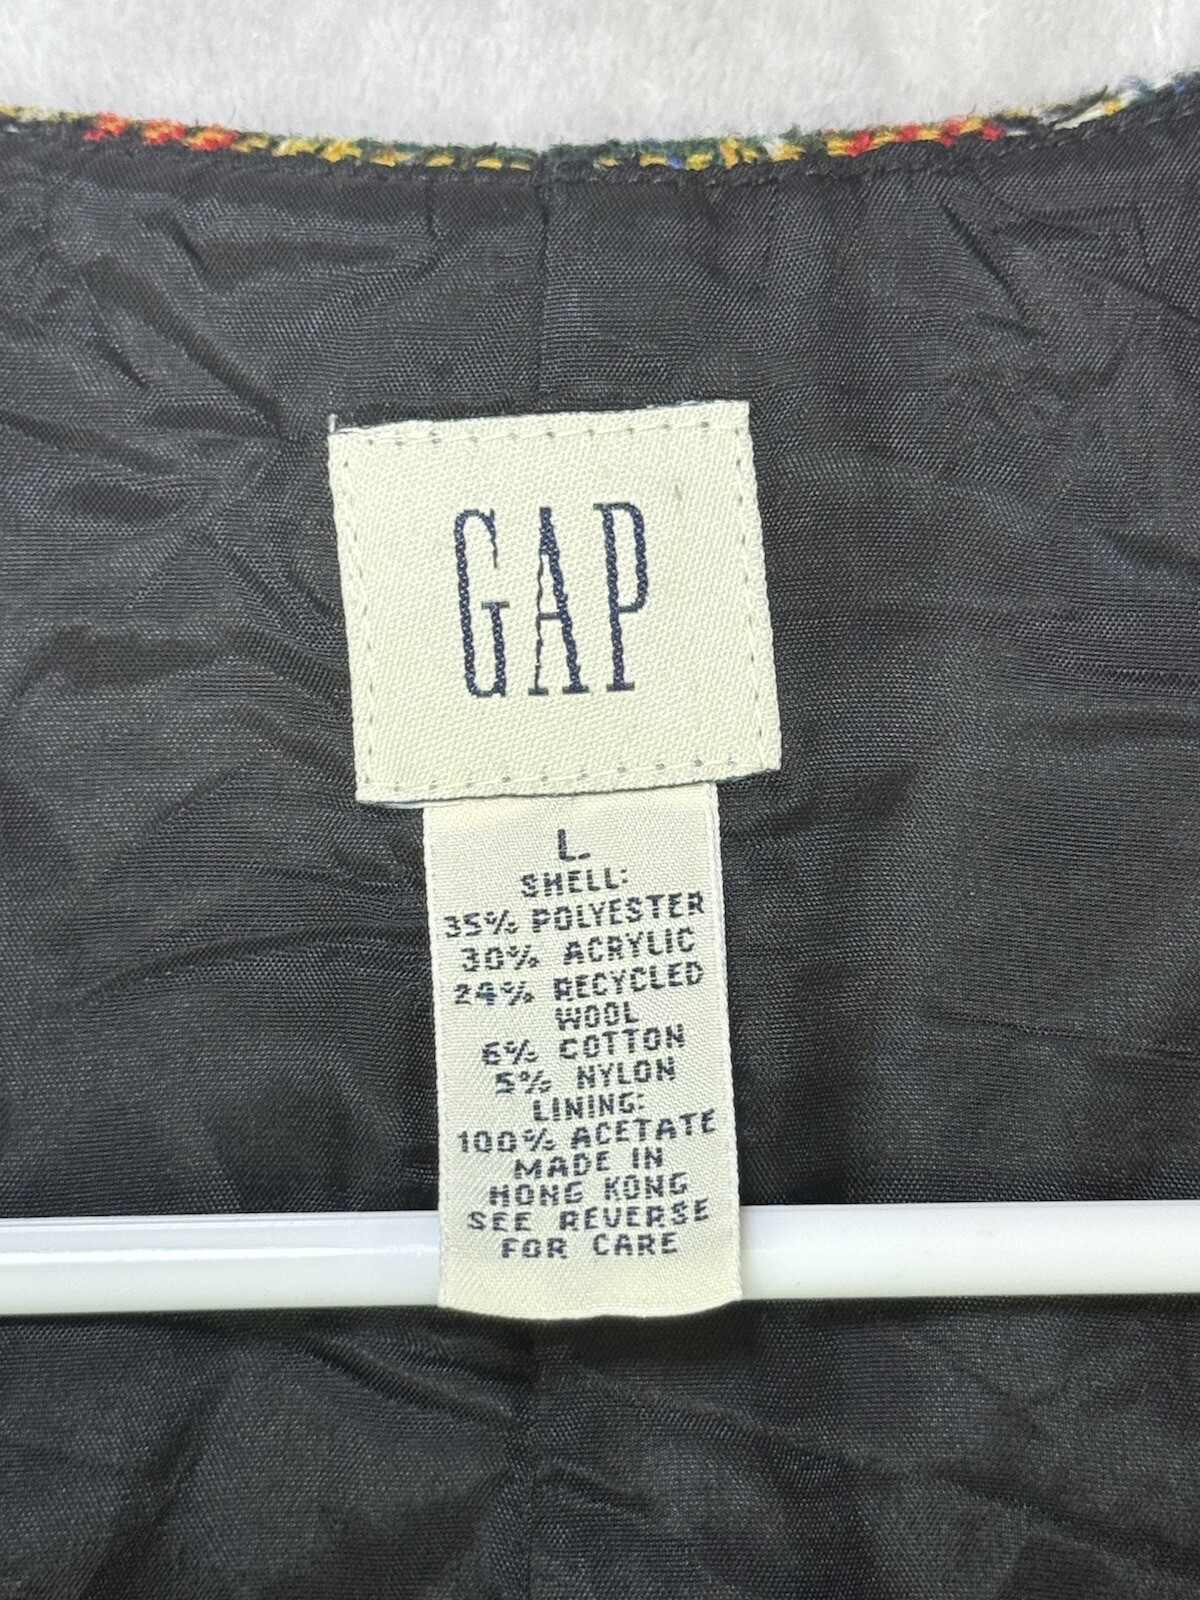 GAP
L.
SHELL:
35% POLYESTER
30% ACRYLIC
24% RECYCLED
WOOL
6% COTTON
5% NYLON
LINING:
100% ACETATE
MADE IN
HONG KONG
SEE REVERSE
FOR CARE